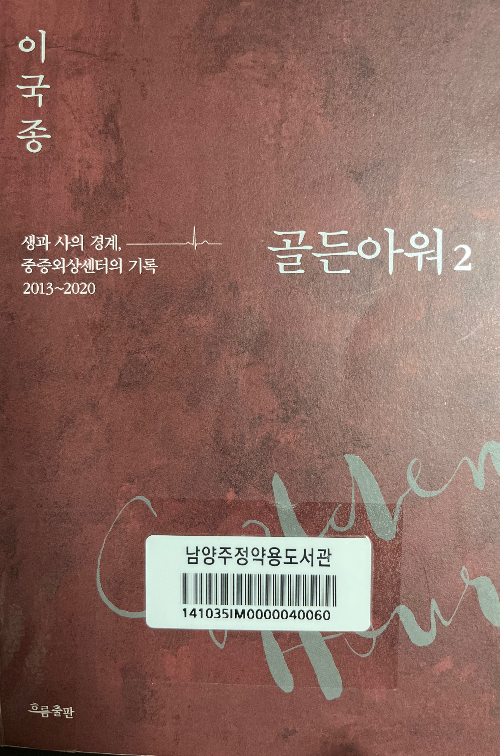 이국종
생과 사의 경계,
중증외상센터의 기록
2013~2020
골든아워 2
Golden
Hour
남양주정약용도서관
141035IM0000040060
흐름출판